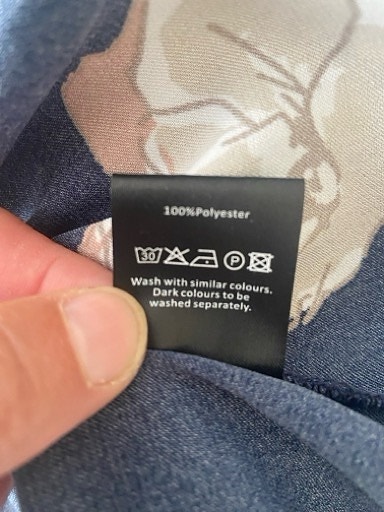 100%Polyester
30 P
Wash with similar colours.
Dark colours to be
washed separately.